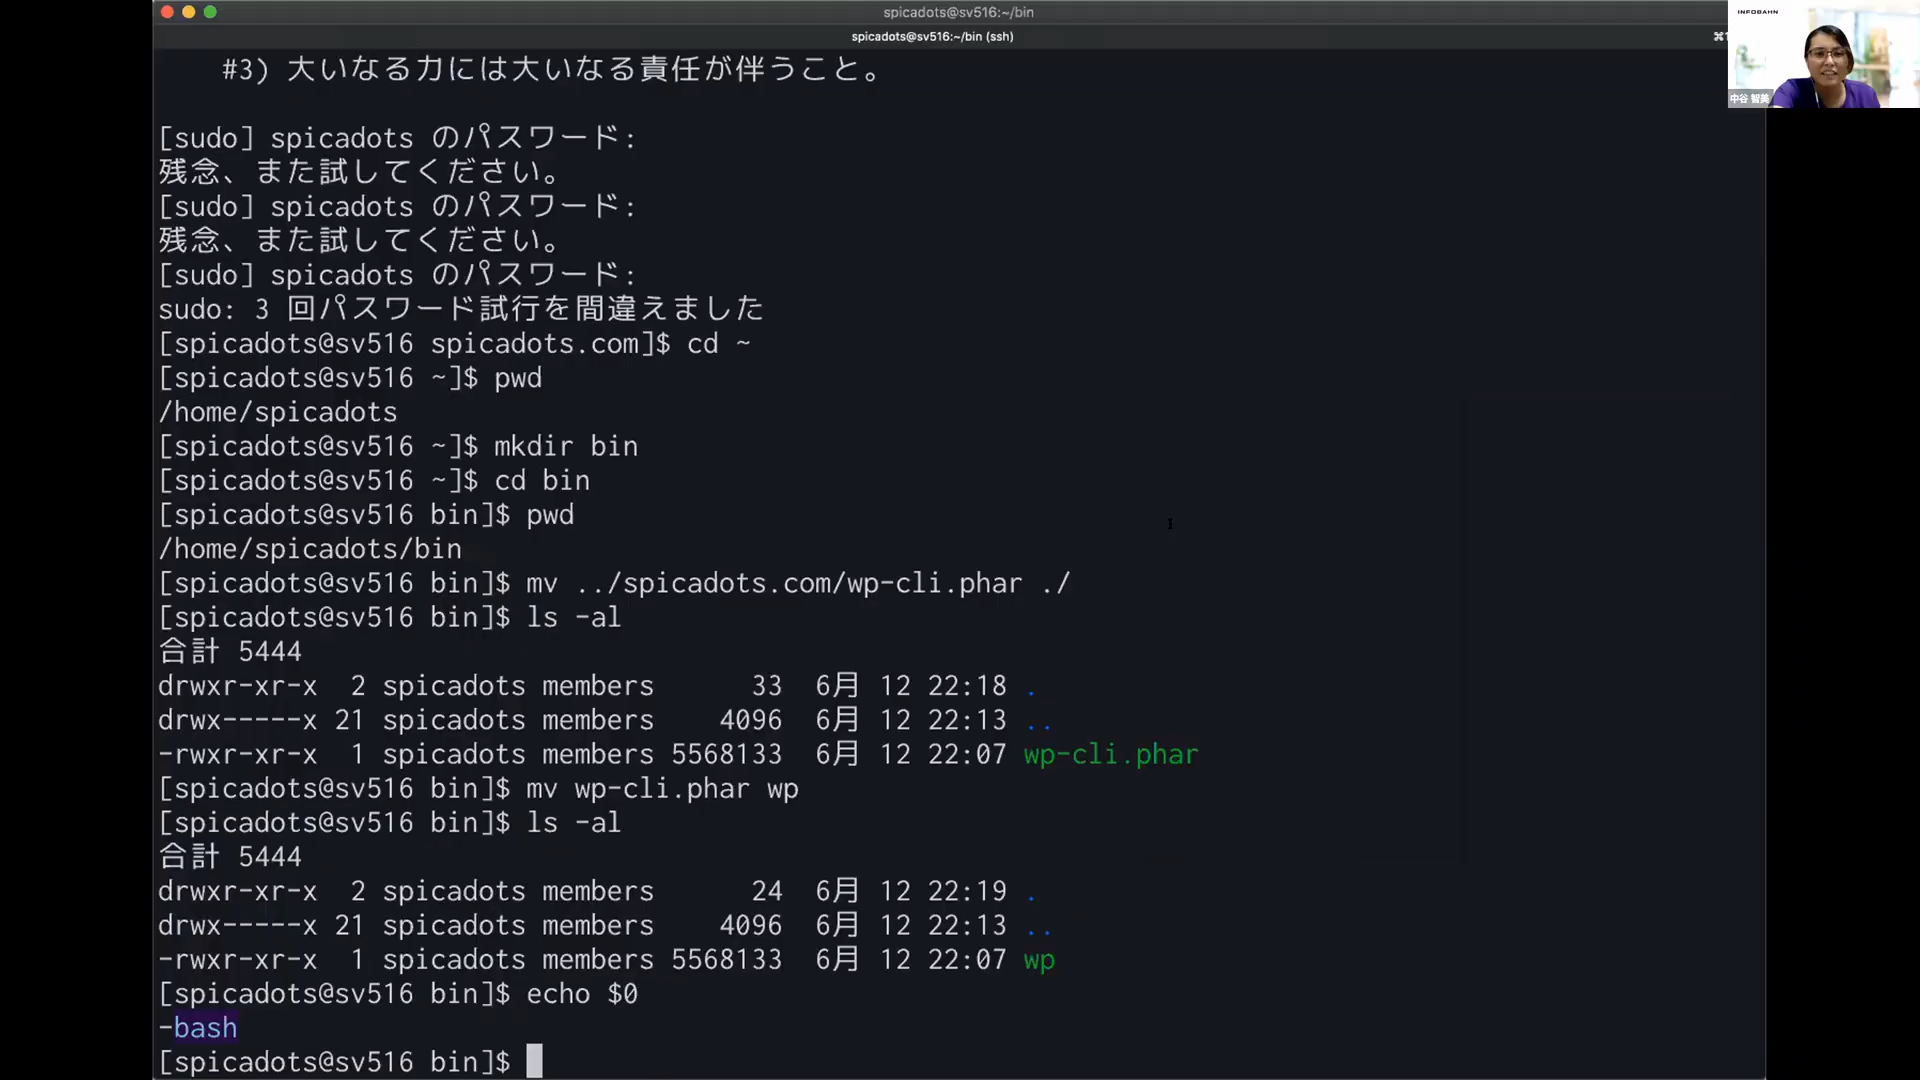 spicadots@sv516:~/bin
spicadots@sv516:~/bin (ssh)
⌘1
INFOBAHN
中谷 智美
#3) 大いなる力には大いなる責任が伴うこと。
[sudo] spicadots のパスワード:
残念、また試してください。
[sudo] spicadots のパスワード:
残念、また試してください。
[sudo] spicadots のパスワード:
sudo: 3 回パスワード試行を間違えました
[spicadots@sv516 spicadots.com]$ cd ~
[spicadots@sv516 ~]$ pwd
/home/spicadots
[spicadots@sv516 ~]$ mkdir bin
[spicadots@sv516 ~]$ cd bin
[spicadots@sv516 bin]$ pwd
/home/spicadots/bin
[spicadots@sv516 bin]$ mv ../spicadots.com/wp-cli.phar ./
[spicadots@sv516 bin]$ ls -al
合計 5444
drwxr-xr-x  2 spicadots members      33  6月 12 22:18 .
drwx-----x 21 spicadots members    4096  6月 12 22:13 ..
-rwxr-xr-x  1 spicadots members 5568133  6月 12 22:07 wp-cli.phar
[spicadots@sv516 bin]$ mv wp-cli.phar wp
[spicadots@sv516 bin]$ ls -al
合計 5444
drwxr-xr-x  2 spicadots members      24  6月 12 22:19 .
drwx-----x 21 spicadots members    4096  6月 12 22:13 ..
-rwxr-xr-x  1 spicadots members 5568133  6月 12 22:07 wp
[spicadots@sv516 bin]$ echo $0
-bash
[spicadots@sv516 bin]$